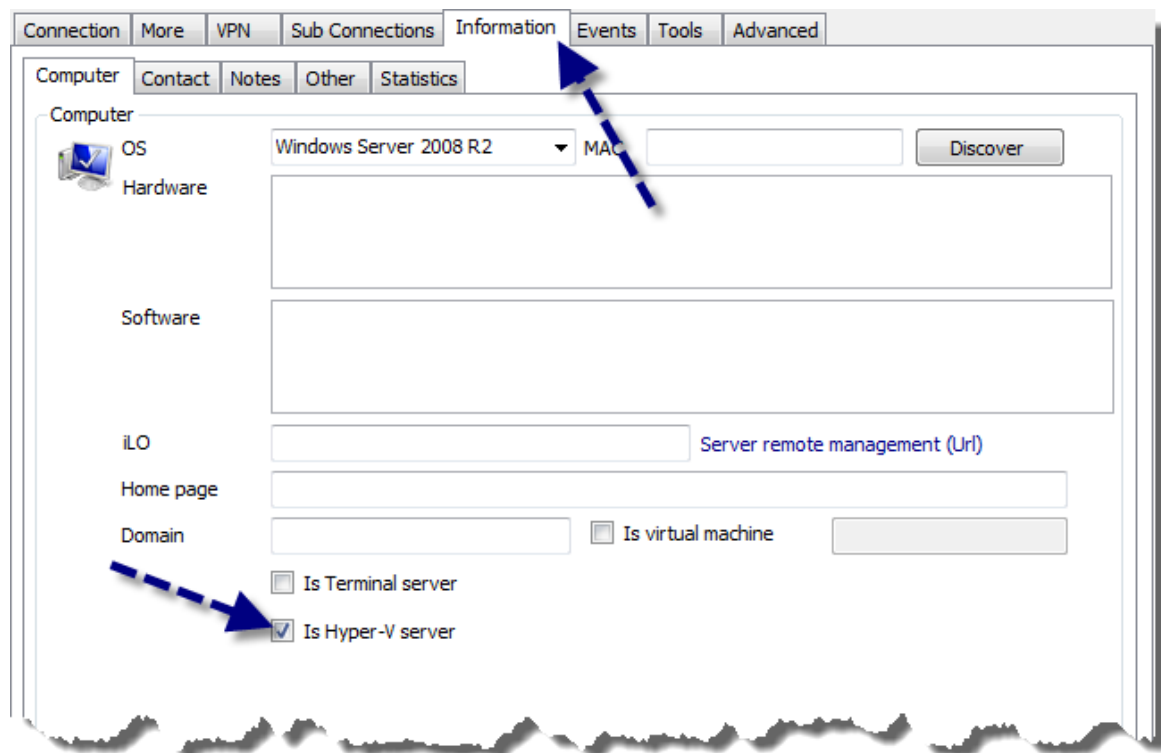 Connection More VPN Sub Connections Information Events Tools Advanced
Computer Contact Notes Other Statistics
Computer
OS Windows Server 2008 R2 MAC Discover
Hardware
Software
iLO Server remote management (Url)
Home page
Domain Is virtual machine
Is Terminal server
Is Hyper-V server